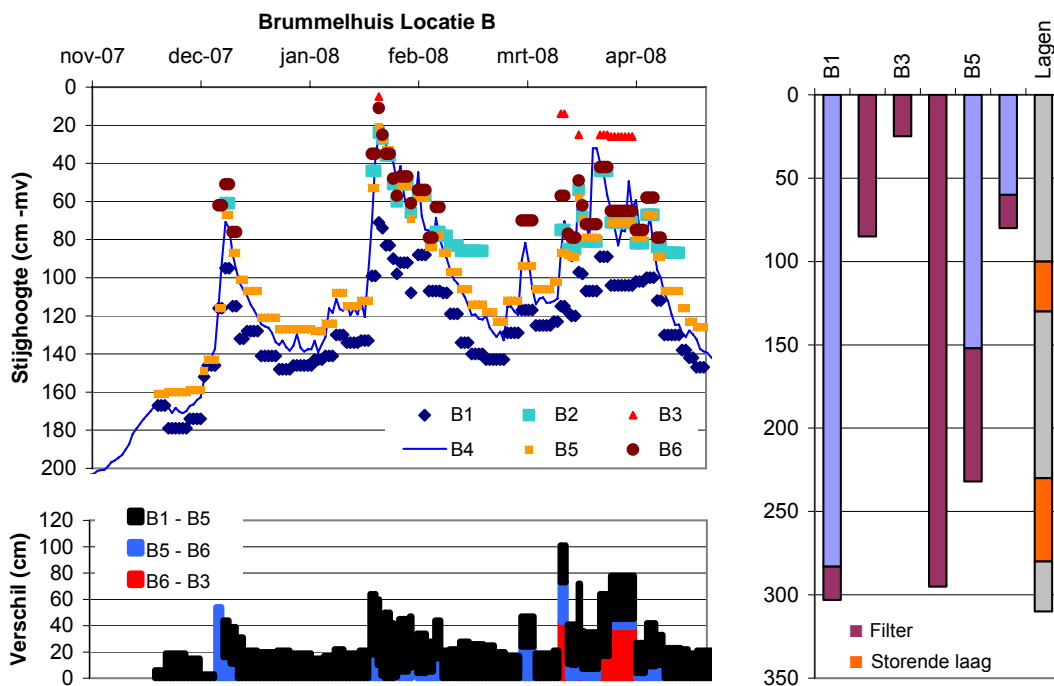 Brummelhuis Locatie B
nov-07 dec-07 jan-08 feb-08 mrt-08 apr-08
Stijghoogte (cm -mv)
0
20
40
60
80
100
120
140
160
180
200
B1 B2 B3
B4 B5 B6
Verschil (cm)
120
100
80
60
40
20
0
B1 - B5
B5 - B6
B6 - B3
B1 B3 B5 Lagen
0
50
100
150
200
250
300
350
Filter
Storende laag